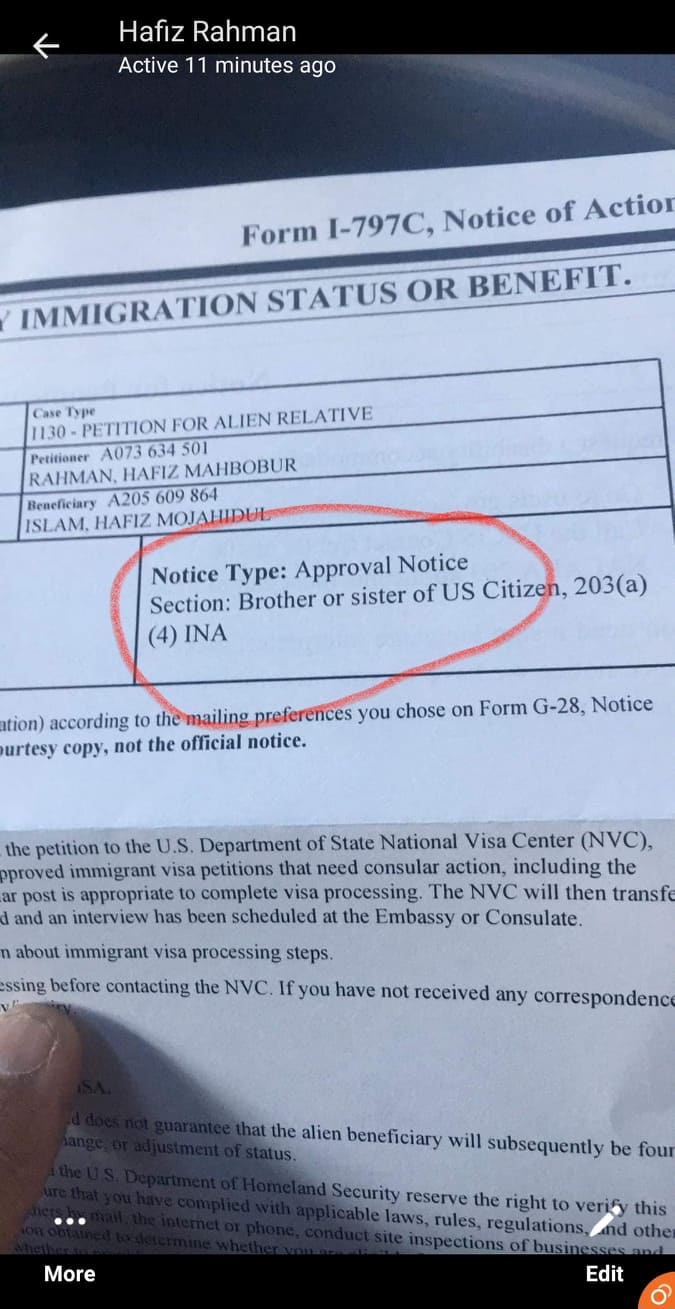 Hafiz Rahman
Active 11 minutes ago
Form I-797C, Notice of Action
Y IMMIGRATION STATUS OR BENEFIT.
Case Type
I130 - PETITION FOR ALIEN RELATIVE
Petitioner A073 634 501
RAHMAN, HAFIZ MAHBOBUR
Beneficiary A205 609 864
ISLAM, HAFIZ MOJAHIDUL
Notice Type: Approval Notice
Section: Brother or sister of US Citizen, 203(a)
(4) INA
ation) according to the mailing preferences you chose on Form G-28, Notice
ourtesy copy, not the official notice.
the petition to the U.S. Department of State National Visa Center (NVC),
pproved immigrant visa petitions that need consular action, including the
ar post is appropriate to complete visa processing. The NVC will then transfe
d and an interview has been scheduled at the Embassy or Consulate.
n about immigrant visa processing steps.
essing before contacting the NVC. If you have not received any correspondence
SA.
d does not guarantee that the alien beneficiary will subsequently be four
hange, or adjustment of status.
the U.S. Department of Homeland Security reserve the right to verify this
ure that you have complied with applicable laws, rules, regulations, and other
by mail, the internet or phone, conduct site inspections of businesses and
ion obtained to determine whether you
whether
More
Edit